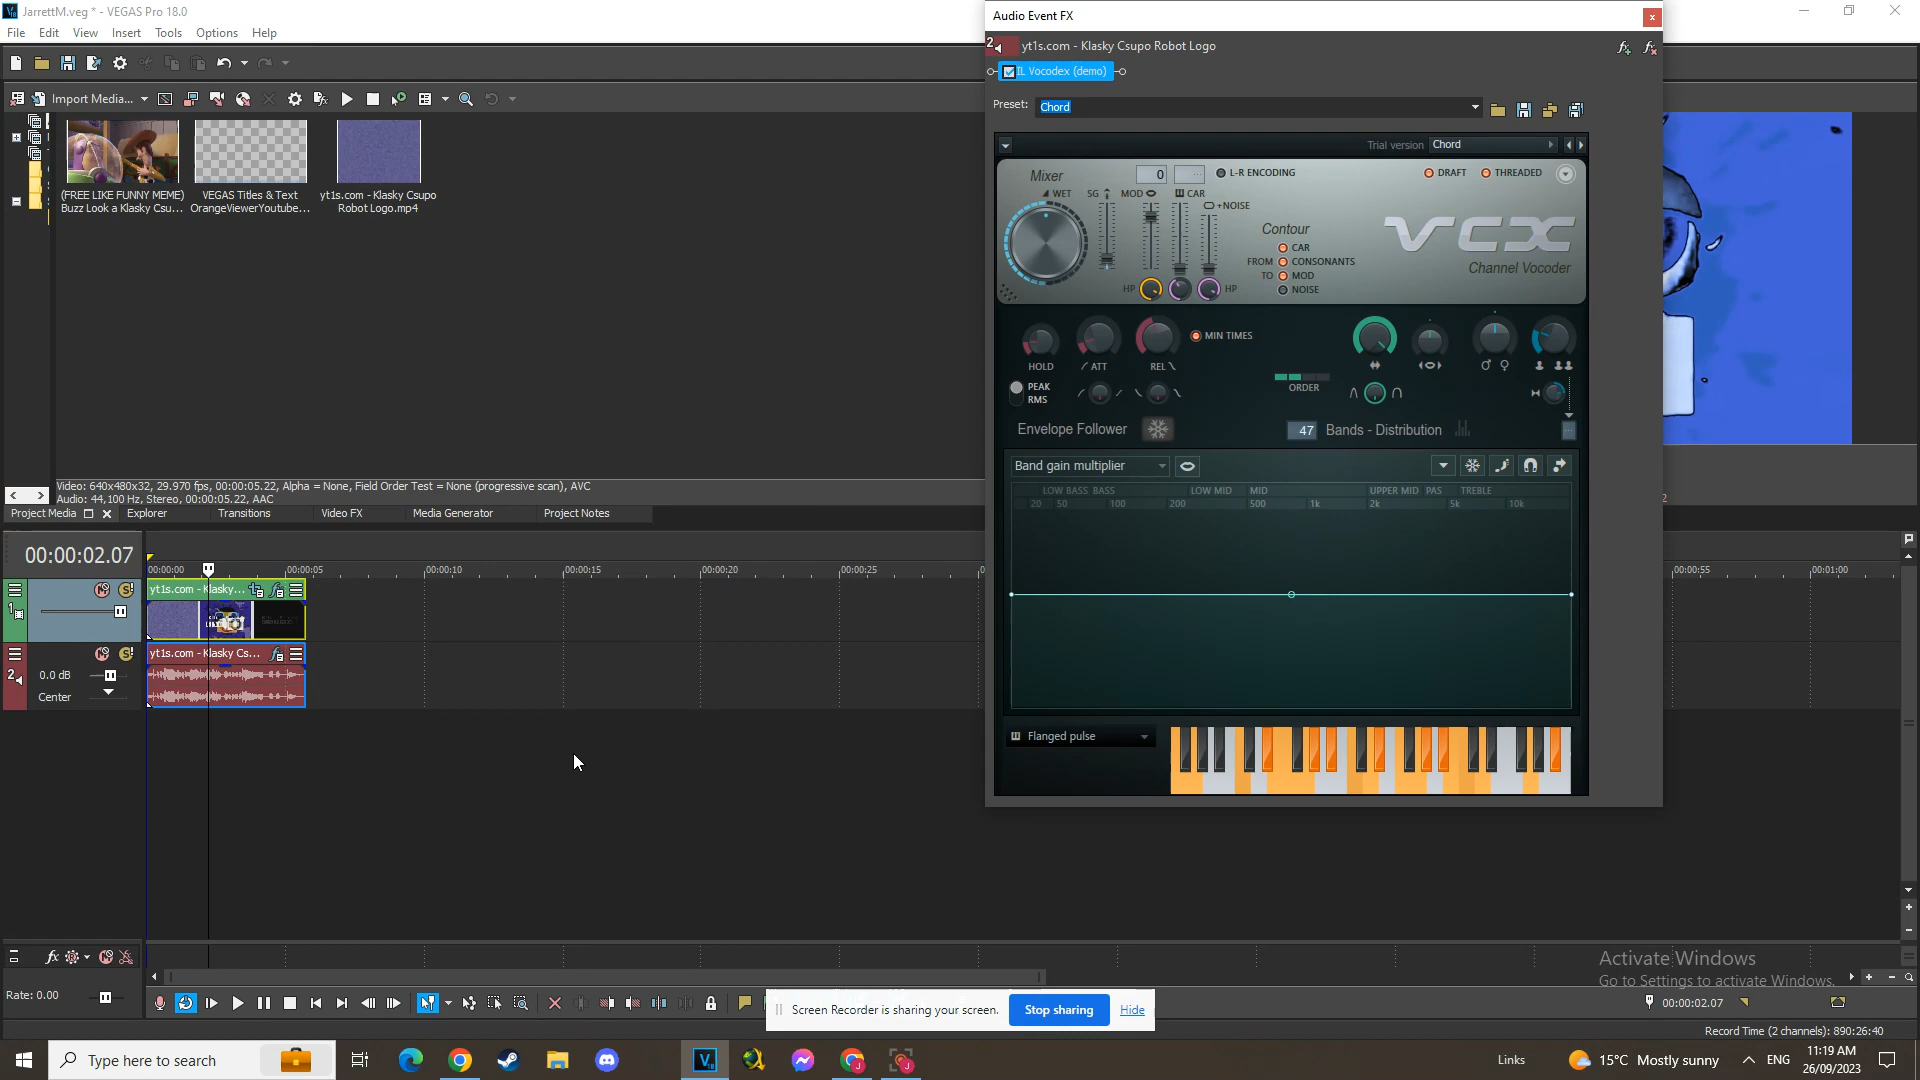 JarrettM.veg * - VEGAS Pro 18.0
File Edit View Insert Tools Options Help
Import Media...
(FREE LIKE FUNNY MEME)
Buzz Look a Klasky Csu...
VEGAS Titles & Text
OrangeViewerYoutube...
yt1s.com - Klasky Csupo
Robot Logo.mp4
Video: 640x480x32, 29.970 fps, 00:00:05.22, Alpha = None, Field Order Test = None (progressive scan), AVC
Audio: 44,100 Hz, Stereo, 00:00:05.22, AAC
Project Media Explorer Transitions Video FX Media Generator Project Notes
Audio Event FX
2 yt1s.com - Klasky Csupo Robot Logo
IL Vocodex (demo)
Preset: Chord
Trial version Chord
Mixer 0 L-R ENCODING DRAFT THREADED
WET SG MOD CAR
+NOISE
VCX
Channel Vocoder
Contour
CAR
FROM CONSONANTS
TO MOD
NOISE
HP HP
MIN TIMES
HOLD ATT REL
PEAK
RMS
ORDER
Envelope Follower 47 Bands - Distribution
Band gain multiplier
LOW BASS BASS LOW MID MID UPPER MID PAS TREBLE
20 50 100 200 500 1k 2k 5k 10k
Flanged pulse
00:00:02.07
00:00:00 00:00:05 00:00:10 00:00:15 00:00:20 00:00:25 00:00:55 00:01:00
1 yt1s.com - Klasky...
2 yt1s.com - Klasky Cs...
0.0 dB
Center
Rate: 0.00
Activate Windows
Go to Settings to activate Windows.
00:00:02.07
Record Time (2 channels): 890:26:40
Screen Recorder is sharing your screen. Stop sharing Hide
Type here to search
Links 15°C Mostly sunny ENG
11:19 AM
26/09/2023